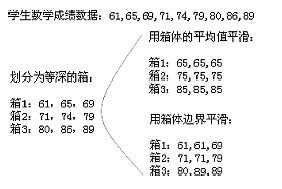 学生数学成绩数据: 61,65,69,71,74,79,80,86,89
用箱体的平均值平滑:
箱1: 65,65,65
箱2: 75,75,75
箱3: 85,85,85
划分为等深的箱:
箱1: 61, 65, 69
箱2: 71, 74, 79
箱3: 80, 86, 89
用箱体边界平滑:
箱1: 61,61,69
箱2: 71,71,79
箱3: 80,89,89